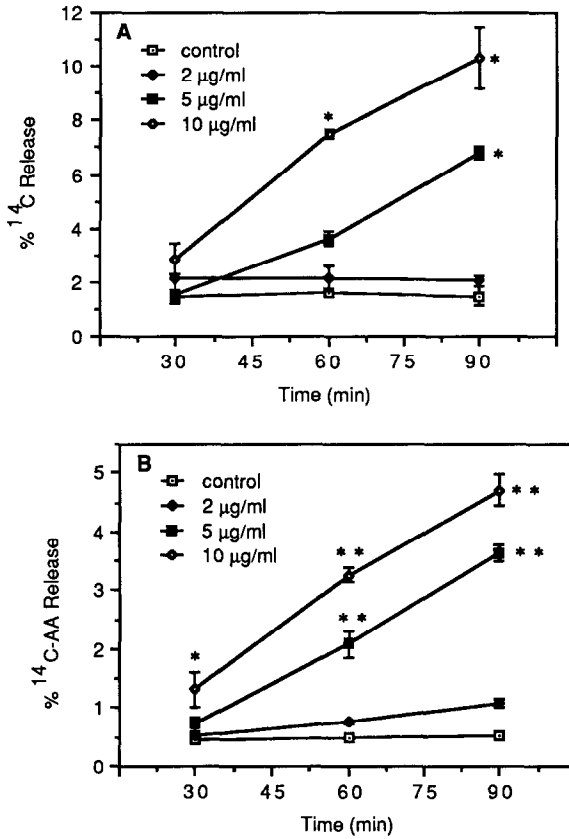 A
control
2 µg/ml
5 µg/ml
10 µg/ml
12
10
8
6
4
2
0
% ¹⁴C Release
*
*
*
30
45
60
75
90
Time (min)
B
control
2 µg/ml
5 µg/ml
10 µg/ml
5
4
3
2
1
0
% ¹⁴C-AA Release
*
**
**
**
**
30
45
60
75
90
Time (min)